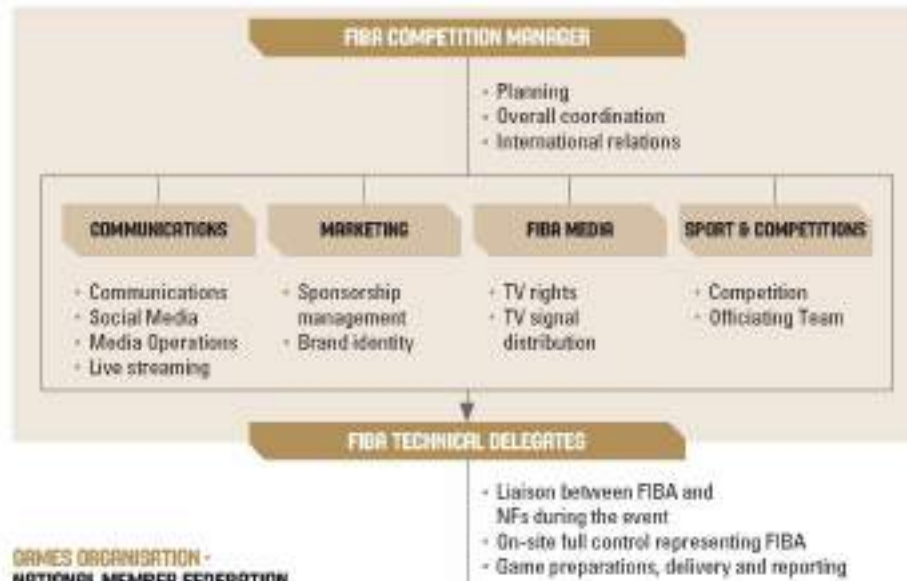 FIBA COMPETITION MANAGER
• Planning
• Overall coordination
• International relations
COMMUNICATIONS
• Communications
• Social Media
• Media Operations
• Live streaming
MARKETING
• Sponsorship
management
• Brand identity
FIBA MEDIA
• TV rights
• TV signal
distribution
SPORT & COMPETITIONS
• Competition
• Officiating Team
FIBA TECHNICAL DELEGATES
• Liaison between FIBA and
NFs during the event
• On-site full control representing FIBA
• Game preparations, delivery and reporting
GAMES ORGANISATION -
NATIONAL MEMBER FEDERATION